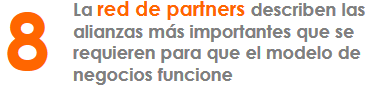 8
La red de partners describen las
alianzas más importantes que se
requieren para que el modelo de
negocios funcione